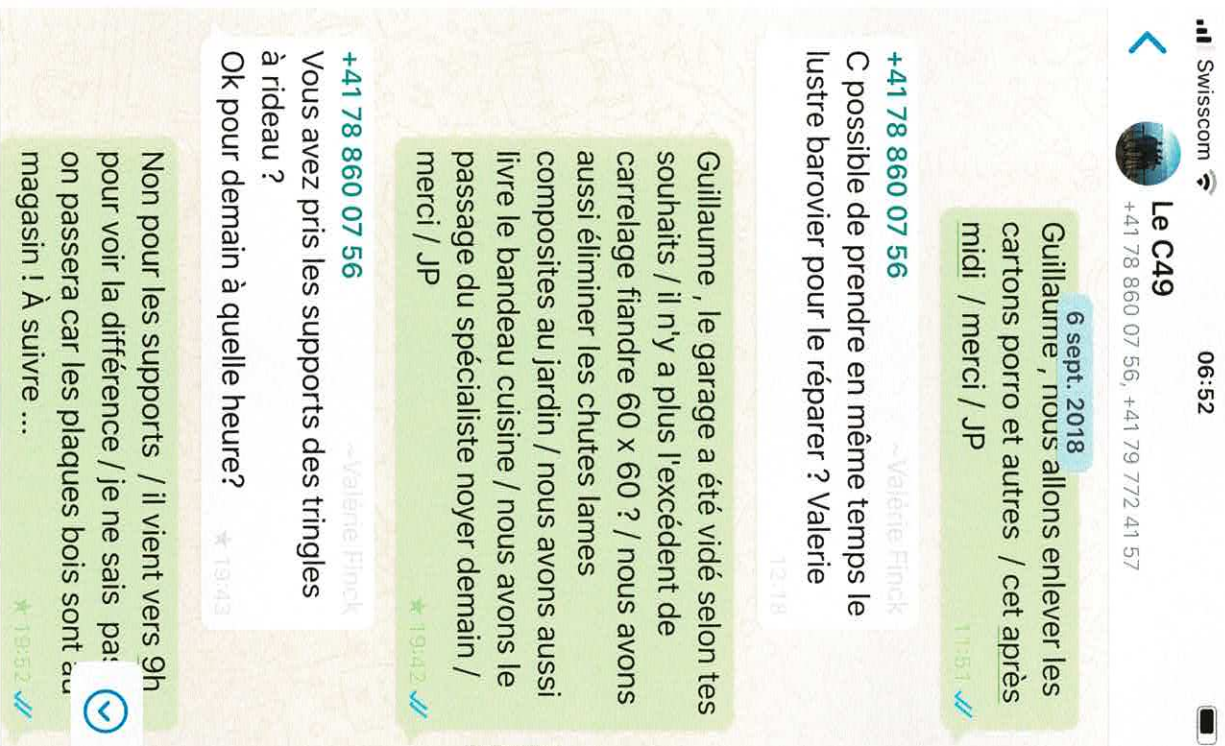 Swisscom 06:52
Le C49
+41 78 860 07 56, +41 79 772 41 57
6 sept. 2018
Guillaume , nous allons enlever les
cartons porro et autres / cet après
midi / merci / JP
11:51
+41 78 860 07 56 ~Valérie Finck
C possible de prendre en même temps le
lustre barovier pour le réparer ? Valerie
12:18
Guillaume , le garage a été vidé selon tes
souhaits / il n'y a plus l'excédent de
carrelage fiandre 60 x 60 ? / nous avons
aussi éliminer les chutes lames
composites au jardin / nous avons aussi
livre le bandeau cuisine / nous avons le
passage du spécialiste noyer demain /
merci / JP
19:42
+41 78 860 07 56 ~Valérie Finck
Vous avez pris les supports des tringles
à rideau ?
Ok pour demain à quelle heure?
19:43
Non pour les supports / il vient vers 9h
pour voir la différence / je ne sais pas
on passera car les plaques bois sont au
magasin ! À suivre ...
19:52